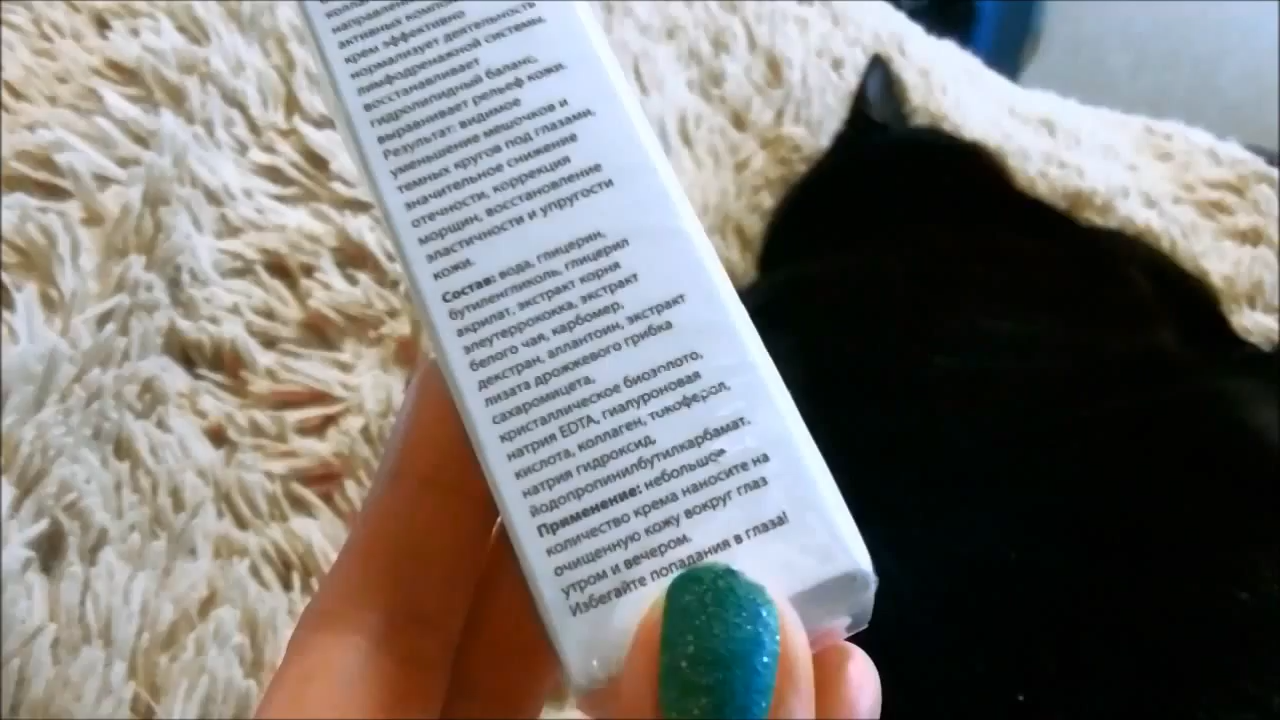 направлен
активных компо
крем эффективно
нормализует деятельность
лимфодренажной системы,
восстанавливает
гидролипидный баланс,
выравнивает рельеф кожи.
Результат: видимое
уменьшение мешочков и
темных кругов под глазами,
значительное снижение
отечности, коррекция
морщин, восстановление
эластичности и упругости
кожи.
Состав: вода, глицерин,
бутиленгликоль, глицерил
акрилат, экстракт корня
элеутеррококка, экстракт
белого чая, карбомер,
декстран, аллантоин, экстракт
лизата дрожжевого грибка
сахаромицета,
кристаллическое биозолото,
натрия EDTA, гиалуроновая
кислота, коллаген, тикоферол,
натрия гидроксид,
йодопропинилбутилкарбамат.
Применение: небольшое
количество крема наносите на
очищенную кожу вокруг глаз
утром и вечером.
Избегайте попадания в глаза!